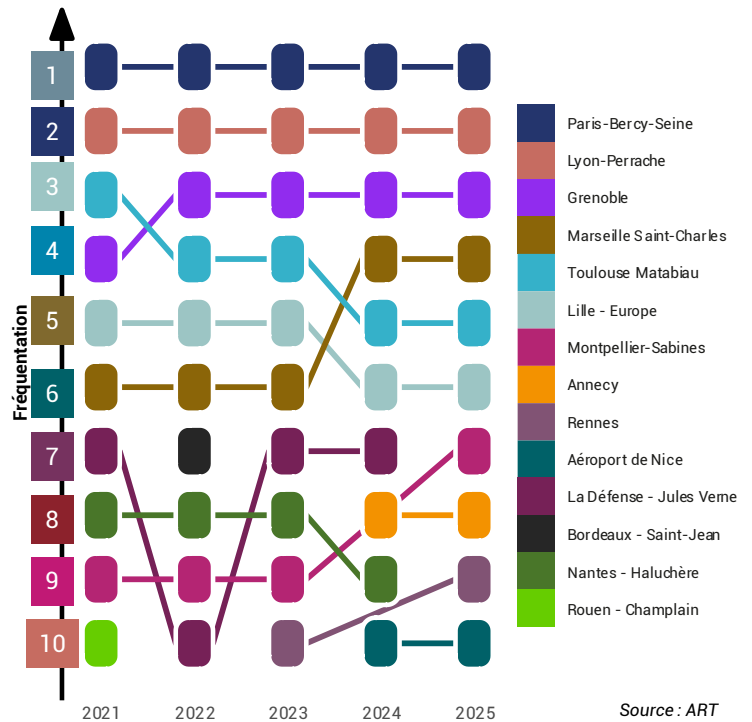 1
2
3
4
5
6
7
8
9
10
Fréquentation
2021
2022
2023
2024
2025
Paris-Bercy-Seine
Lyon-Perrache
Grenoble
Marseille Saint-Charles
Toulouse Matabiau
Lille - Europe
Montpellier-Sabines
Annecy
Rennes
Aéroport de Nice
La Défense - Jules Verne
Bordeaux - Saint-Jean
Nantes - Haluchère
Rouen - Champlain
Source : ART